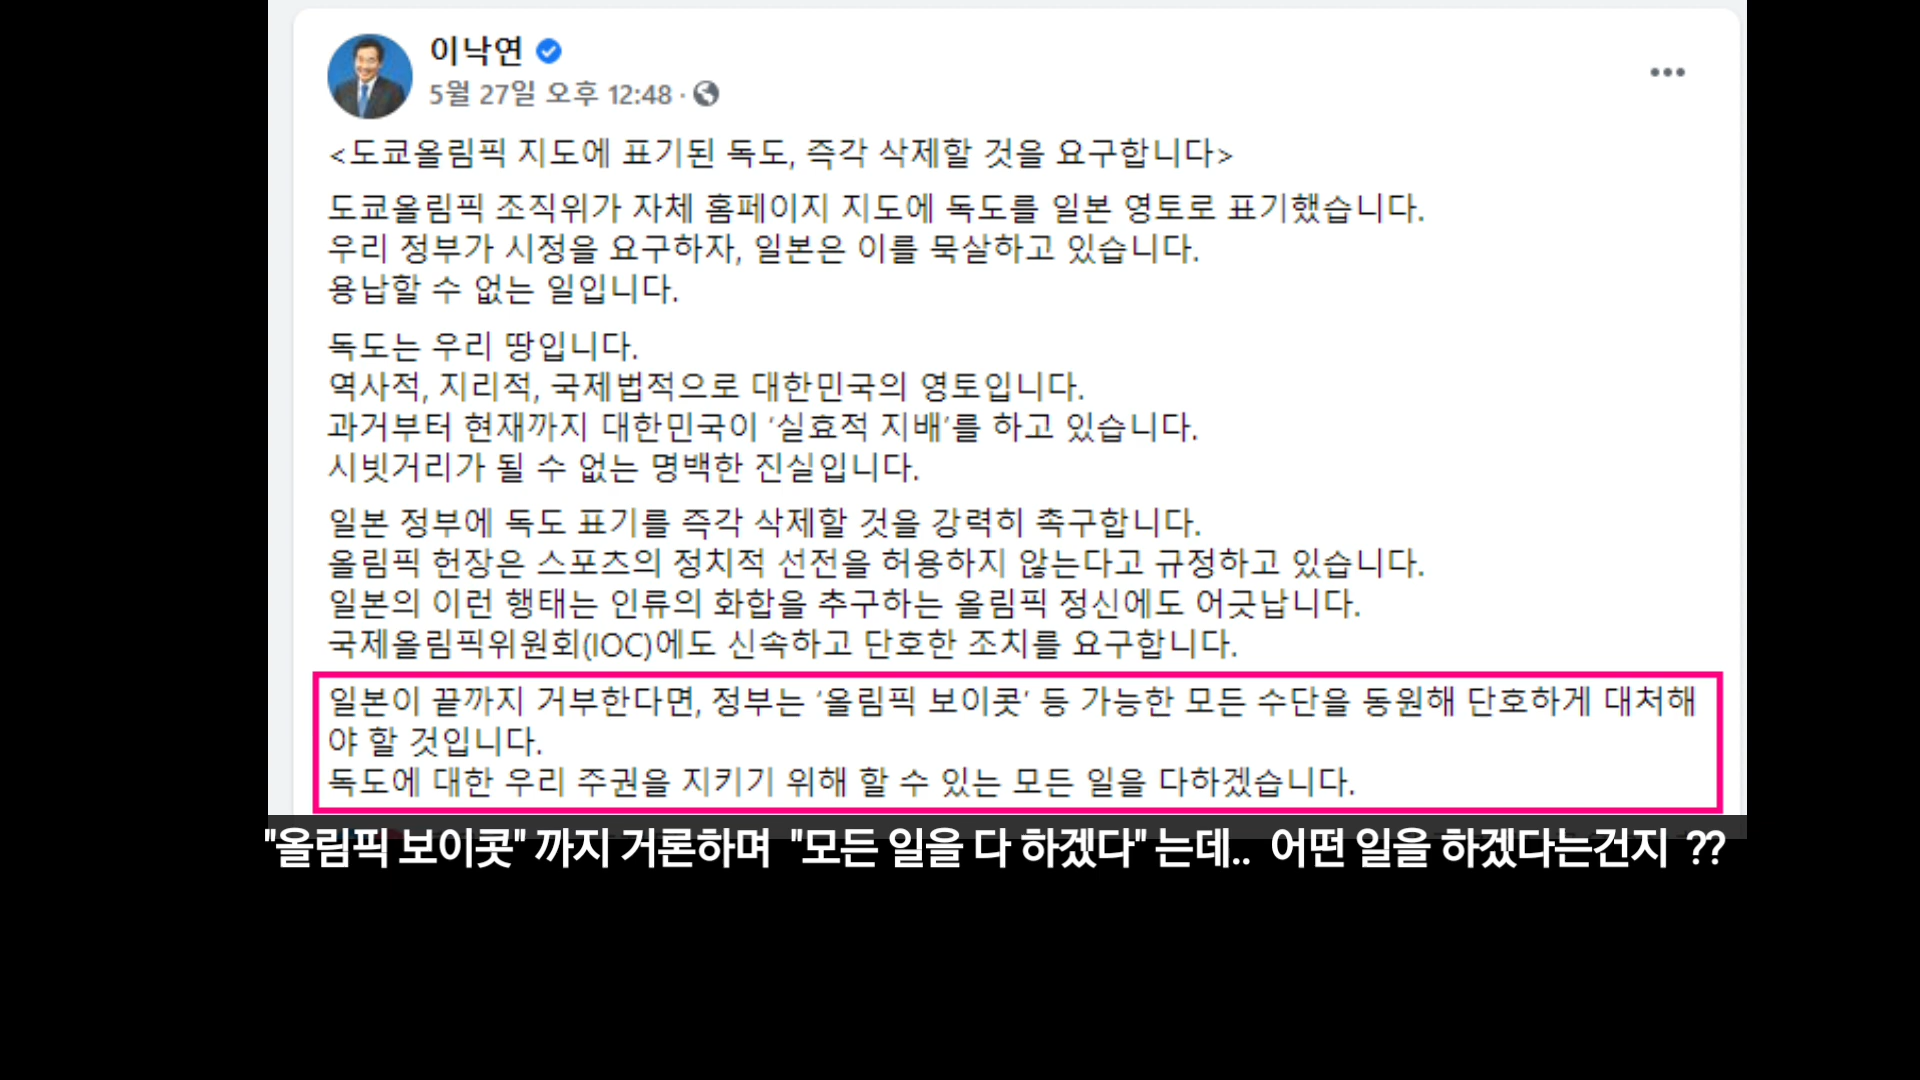 이낙연
5월 27일 오후 12:48 ·
<도쿄올림픽 지도에 표기된 독도, 즉각 삭제할 것을 요구합니다>
도쿄올림픽 조직위가 자체 홈페이지 지도에 독도를 일본 영토로 표기했습니다.
우리 정부가 시정을 요구하자, 일본은 이를 묵살하고 있습니다.
용납할 수 없는 일입니다.
독도는 우리 땅입니다.
역사적, 지리적, 국제법적으로 대한민국의 영토입니다.
과거부터 현재까지 대한민국이 ‘실효적 지배’를 하고 있습니다.
시빗거리가 될 수 없는 명백한 진실입니다.
일본 정부에 독도 표기를 즉각 삭제할 것을 강력히 촉구합니다.
올림픽 헌장은 스포츠의 정치적 선전을 허용하지 않는다고 규정하고 있습니다.
일본의 이런 행태는 인류의 화합을 추구하는 올림픽 정신에도 어긋납니다.
국제올림픽위원회(IOC)에도 신속하고 단호한 조치를 요구합니다.
일본이 끝까지 거부한다면, 정부는 ‘올림픽 보이콧’ 등 가능한 모든 수단을 동원해 단호하게 대처해
야 할 것입니다.
독도에 대한 우리 주권을 지키기 위해 할 수 있는 모든 일을 다하겠습니다.
"올림픽 보이콧" 까지 거론하며 "모든 일을 다 하겠다" 는데.. 어떤 일을 하겠다는건지 ??